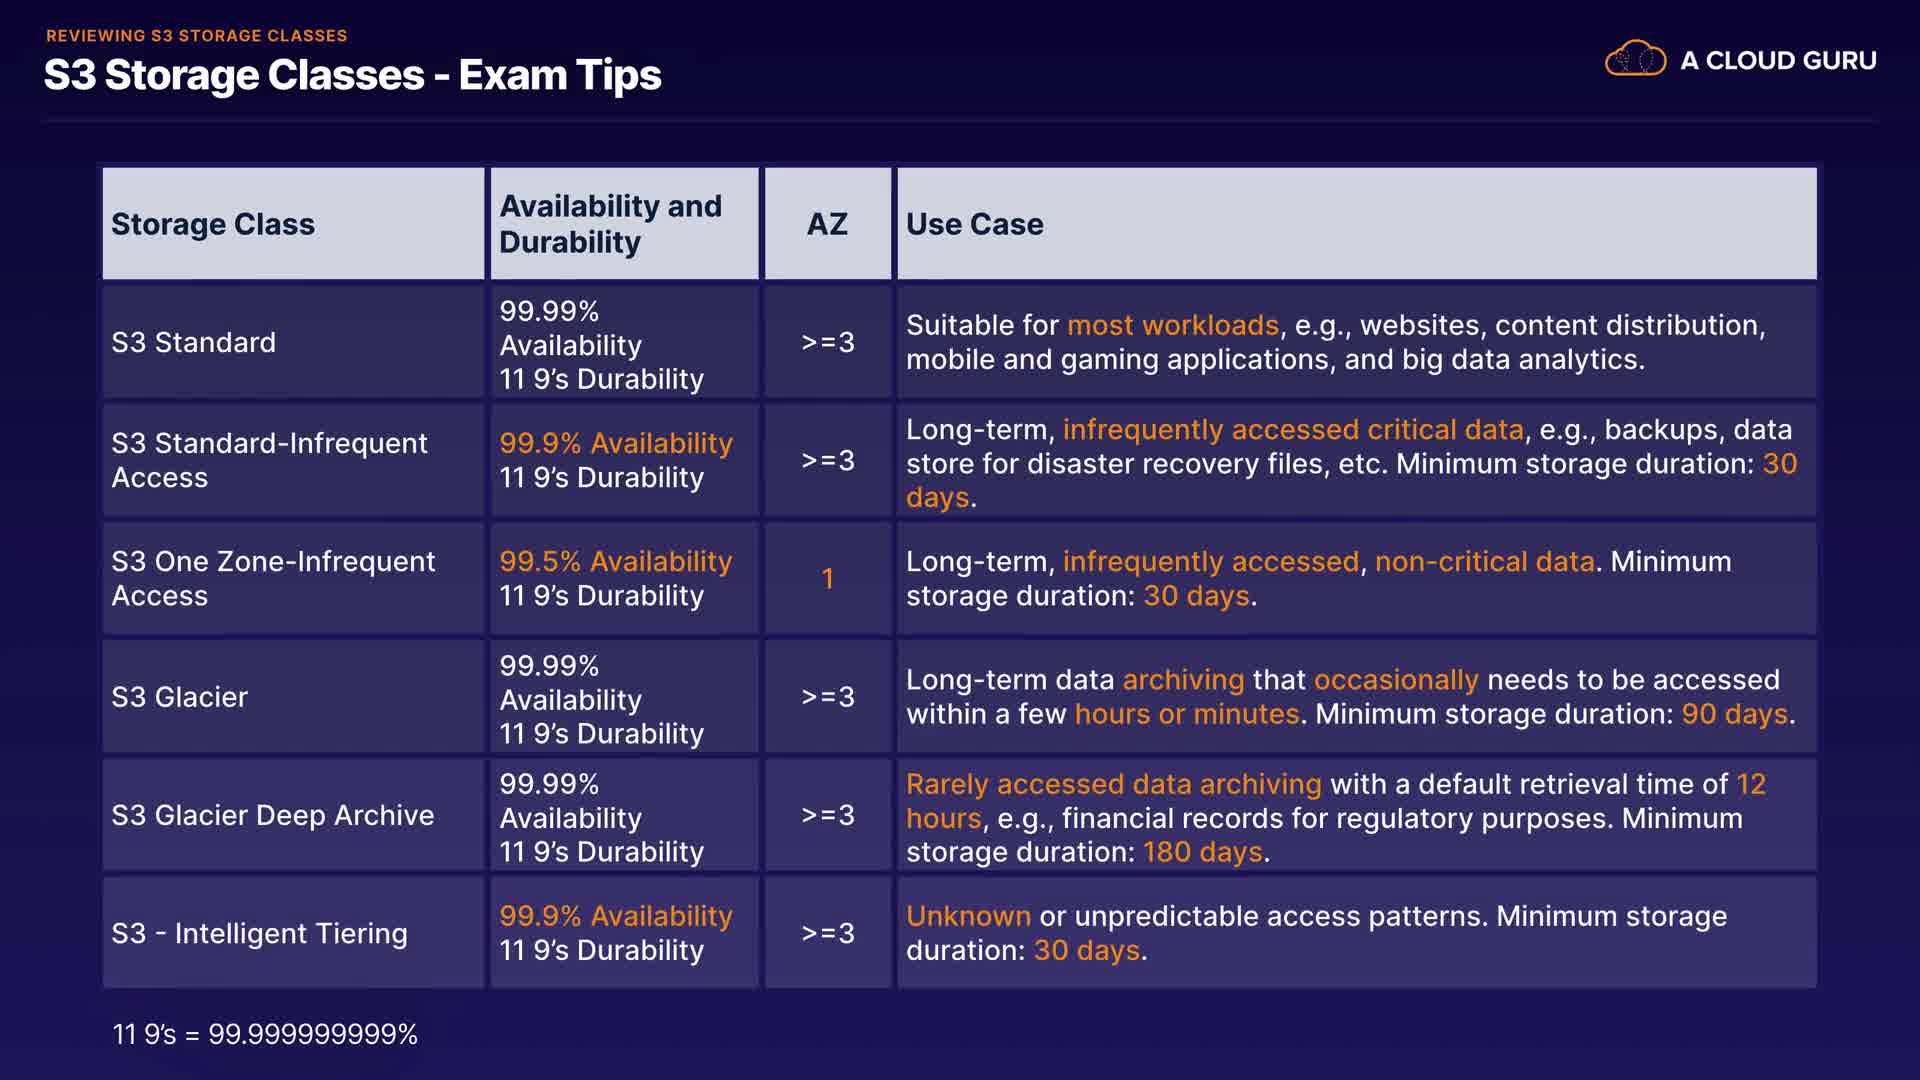 REVIEWING S3 STORAGE CLASSES
S3 Storage Classes - Exam Tips
A CLOUD GURU
Storage Class
Availability and
Durability
AZ
Use Case
S3 Standard
99.99%
Availability
11 9’s Durability
>=3
Suitable for most workloads, e.g., websites, content distribution,
mobile and gaming applications, and big data analytics.
S3 Standard-Infrequent
Access
99.9% Availability
11 9’s Durability
>=3
Long-term, infrequently accessed critical data, e.g., backups, data
store for disaster recovery files, etc. Minimum storage duration: 30
days.
S3 One Zone-Infrequent
Access
99.5% Availability
11 9’s Durability
1
Long-term, infrequently accessed, non-critical data. Minimum
storage duration: 30 days.
S3 Glacier
99.99%
Availability
11 9’s Durability
>=3
Long-term data archiving that occasionally needs to be accessed
within a few hours or minutes. Minimum storage duration: 90 days.
S3 Glacier Deep Archive
99.99%
Availability
11 9’s Durability
>=3
Rarely accessed data archiving with a default retrieval time of 12
hours, e.g., financial records for regulatory purposes. Minimum
storage duration: 180 days.
S3 - Intelligent Tiering
99.9% Availability
11 9’s Durability
>=3
Unknown or unpredictable access patterns. Minimum storage
duration: 30 days.
11 9’s = 99.999999999%